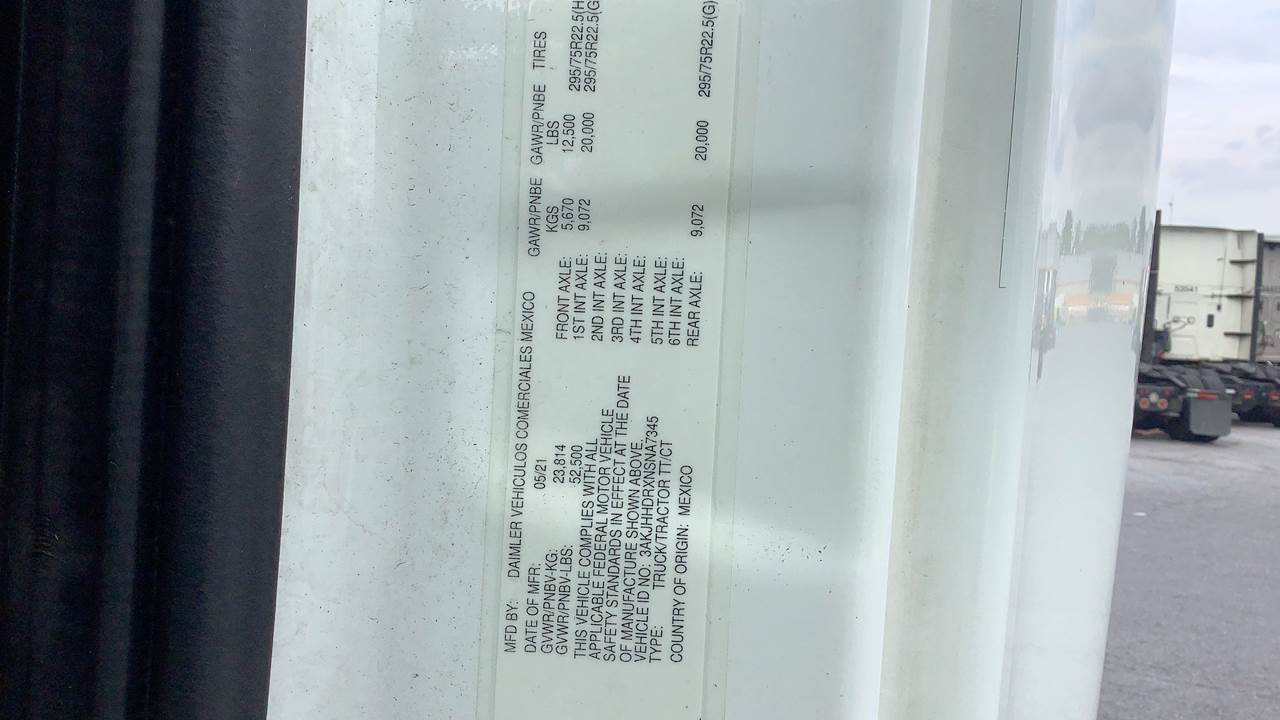 MFD BY: DAIMLER VEHICULOS COMERCIALES MEXICO
DATE OF MFR: 05/21
GVWR/PNBV-KG: 23,814
GVWR/PNBV-LBS: 52,500
THIS VEHICLE COMPLIES WITH ALL
APPLICABLE FEDERAL MOTOR VEHICLE
SAFETY STANDARDS IN EFFECT AT THE DATE
OF MANUFACTURE SHOWN ABOVE.
VEHICLE ID NO: 3AKJHHDRXNSNA7345
TYPE: TRUCK/TRACTOR TT/CT
COUNTRY OF ORIGIN: MEXICO
GAWR/PNBE GAWR/PNBE TIRES
KGS LBS
FRONT AXLE: 5,670 12,500 295/75R22.5(H
1ST INT AXLE: 9,072 20,000 295/75R22.5(G
2ND INT AXLE:
3RD INT AXLE:
4TH INT AXLE:
5TH INT AXLE:
6TH INT AXLE:
REAR AXLE: 9,072 20,000 295/75R22.5(G)
53941